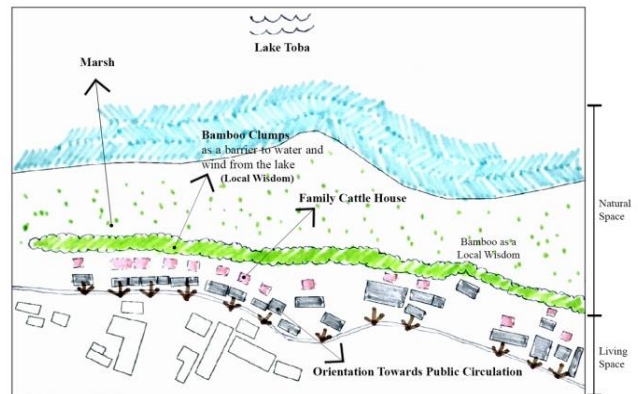 Lake Toba
Marsh
Bamboo Clumps
as a barrier to water and
wind from the lake
(Local Wisdom)
Family Cattle House
Natural
Space
Bamboo as a
Local Wisdom
Living
Space
Orientation Towards Public Circulation